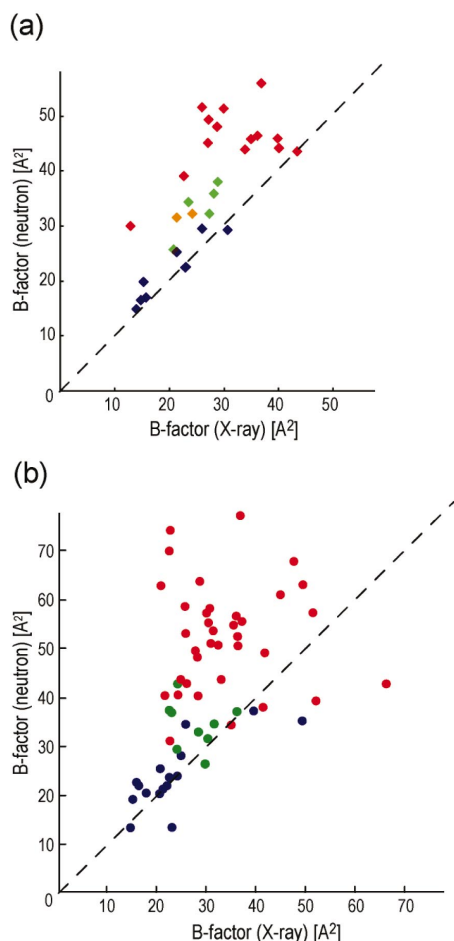 (a)
B-factor (neutron) [A²]
50
40
30
20
10
0
10 20 30 40 50
B-factor (X-ray) [A²]
(b)
B-factor (neutron) [A²]
70
60
50
40
30
20
10
0
10 20 30 40 50 60 70
B-factor (X-ray) [A²]